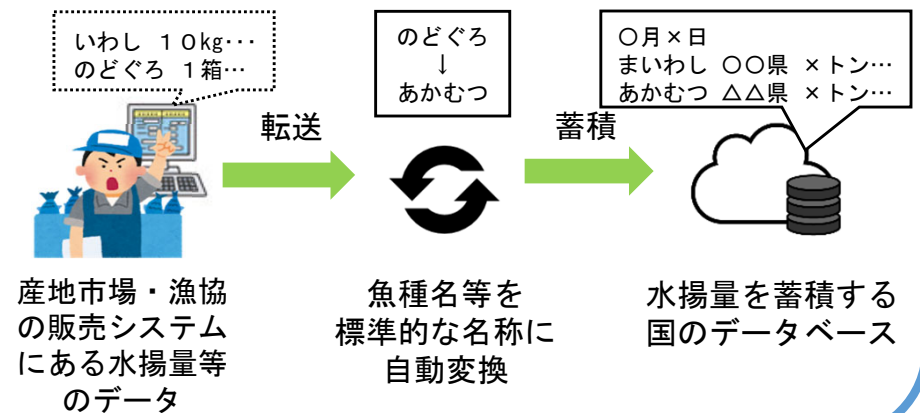 いわし １０kg･･･
のどぐろ １箱…
のどぐろ
↓
あかむつ
〇月×日
まいわし 〇〇県 ×トン…
あかむつ △△県 ×トン…
転送
蓄積
産地市場・漁協
の販売システム
にある水揚量等
のデータ
魚種名等を
標準的な名称に
自動変換
水揚量を蓄積する
国のデータベース